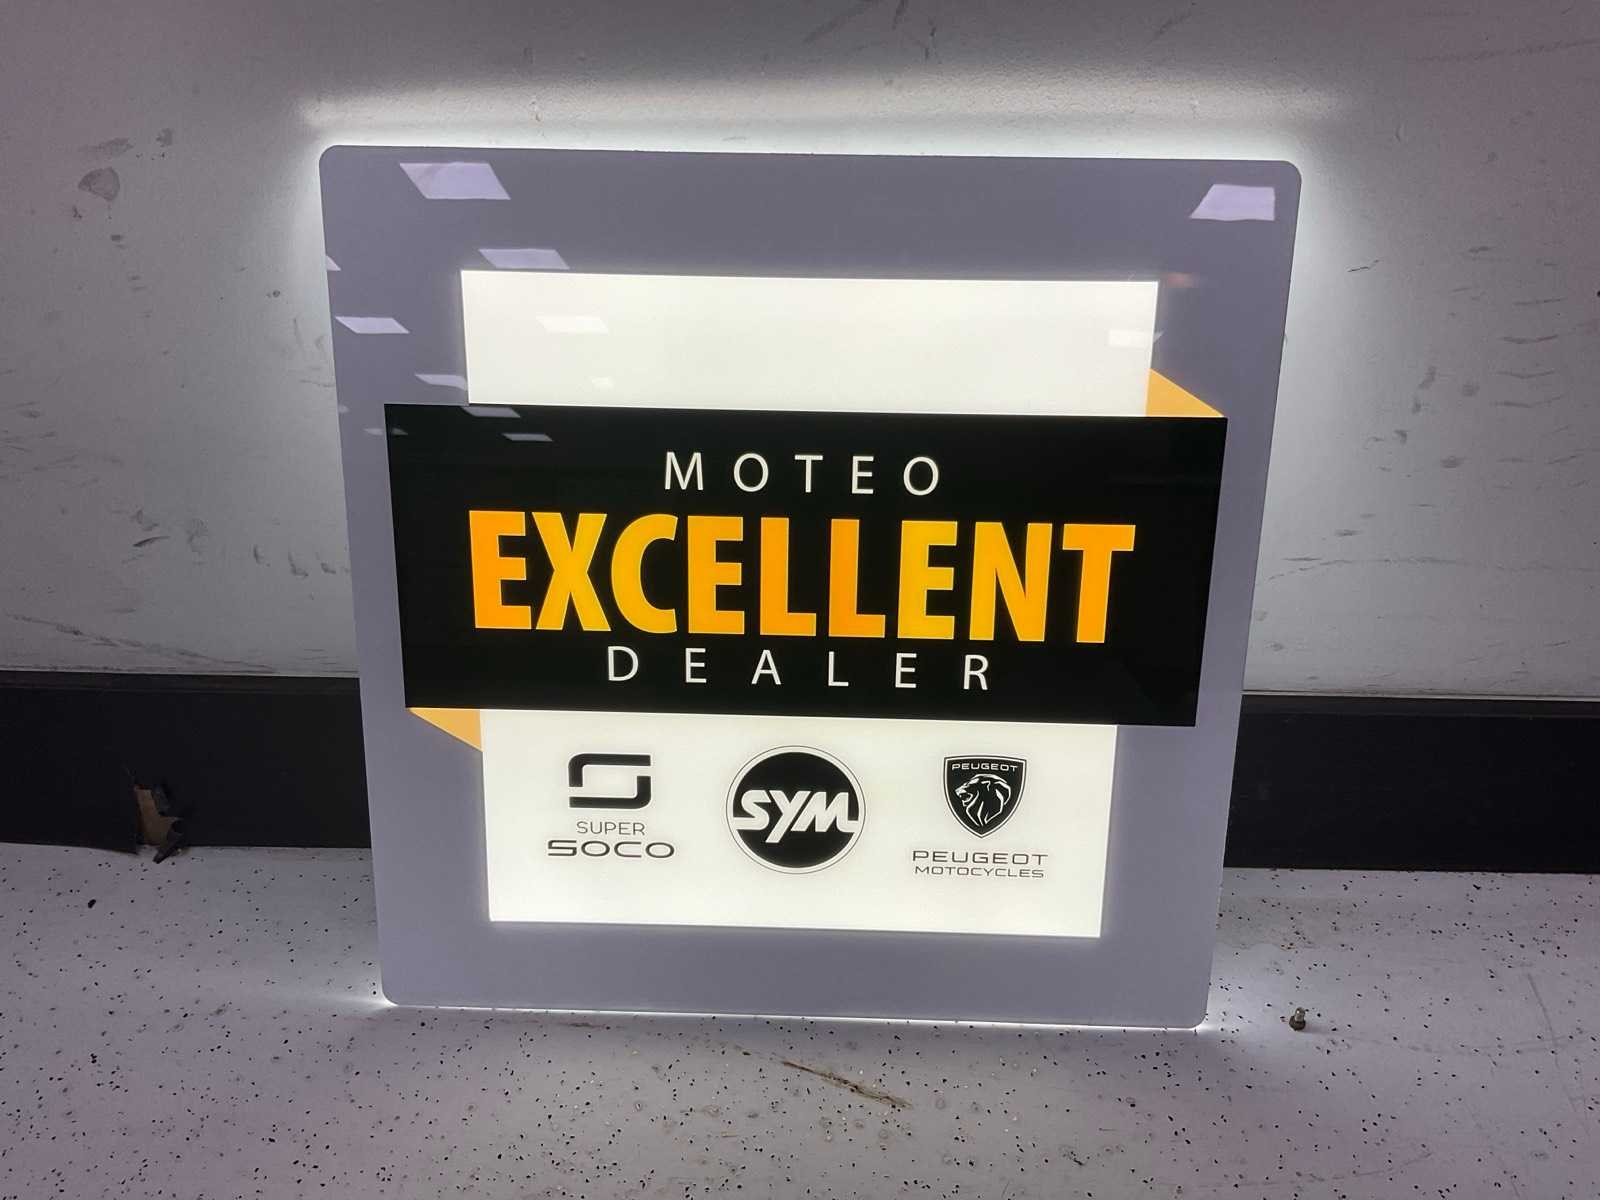 MOTEO
EXCELLENT
DEALER
SUPER
SOCO
SYM
PEUGEOT
PEUGEOT
MOTOCYCLES